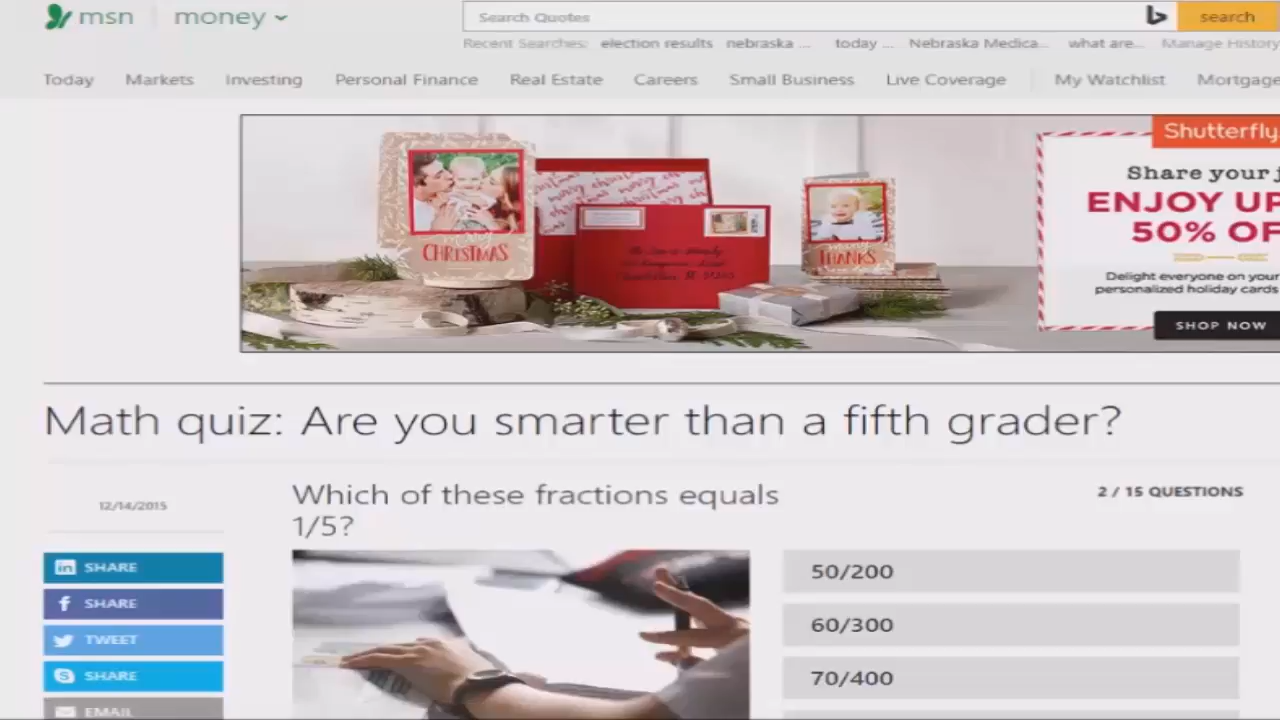 msn money
Search Quotes search
Recent Searches: election results nebraska ... today ... Nebraska Medica... what are... Manage History
Today Markets Investing Personal Finance Real Estate Careers Small Business Live Coverage My Watchlist Mortgage
Shutterfly
Share your j
ENJOY UP
50% OF
Delight everyone on your
personalized holiday cards
SHOP NOW
CHRISTMAS
THANKS
Math quiz: Are you smarter than a fifth grader?
12/14/2015
Which of these fractions equals
1/5?
2 / 15 QUESTIONS
in SHARE
f SHARE
TWEET
SHARE
EMAIL
50/200
60/300
70/400